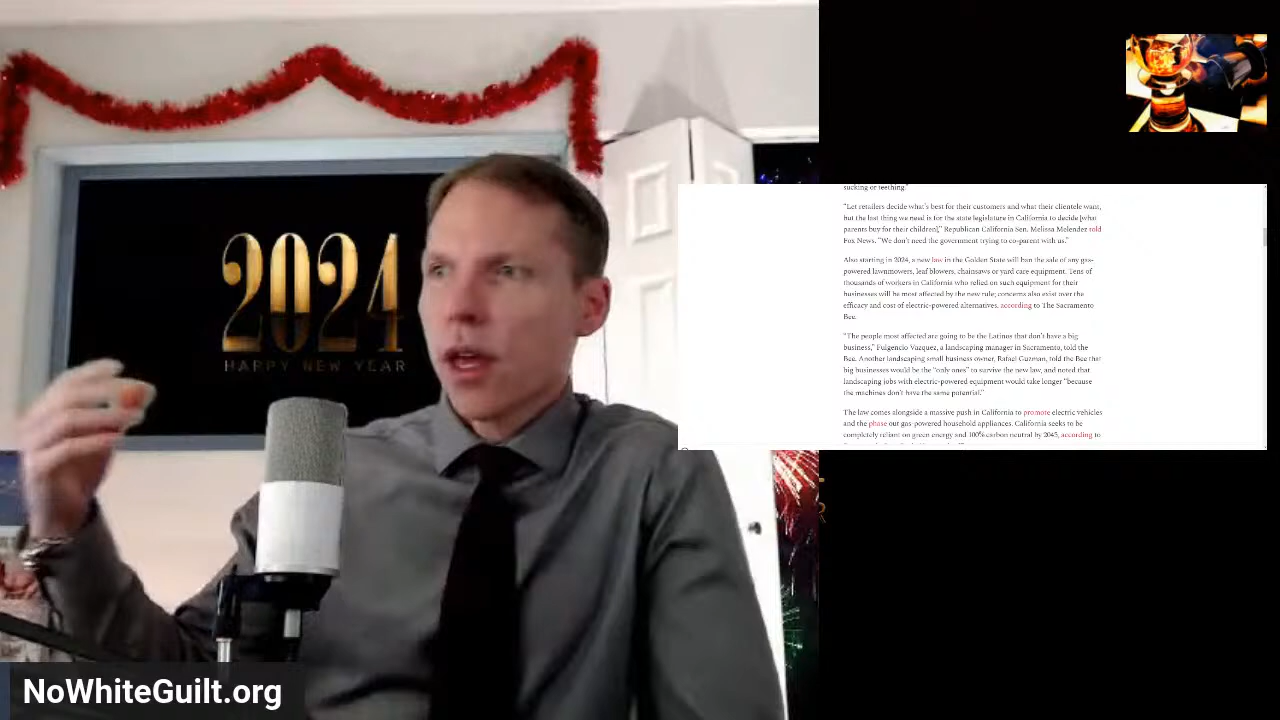 2024
HAPPY NEW YEAR
NoWhiteGuilt.org
sucking or teething."
"Let retailers decide what's best for their customers and what their clientele want,
but the last thing we need is for the state legislature in California to decide [what
parents buy for their children]," Republican California Sen. Melissa Melendez told
Fox News. "We don't need the government trying to co-parent with us."
Also starting in 2024, a new law in the Golden State will ban the sale of any gas-
powered lawnmowers, leaf blowers, chainsaws or yard care equipment. Tens of
thousands of workers in California who relied on such equipment for their
businesses will be most affected by the new rule; concerns also exist over the
efficacy and cost of electric-powered alternatives, according to The Sacramento
Bee.
"The people most affected are going to be the Latinos that don't have a big
business," Fulgencio Vazquez, a landscaping manager in Sacramento, told the
Bee. Another landscaping small business owner, Rafael Guzman, told the Bee that
big businesses would be the "only ones" to survive the new law, and noted that
landscaping jobs with electric-powered equipment would take longer "because
the machines don't have the same potential."
The law comes alongside a massive push in California to promote electric vehicles
and the phase out gas-powered household appliances. California seeks to be
completely reliant on green energy and 100% carbon neutral by 2045, according to